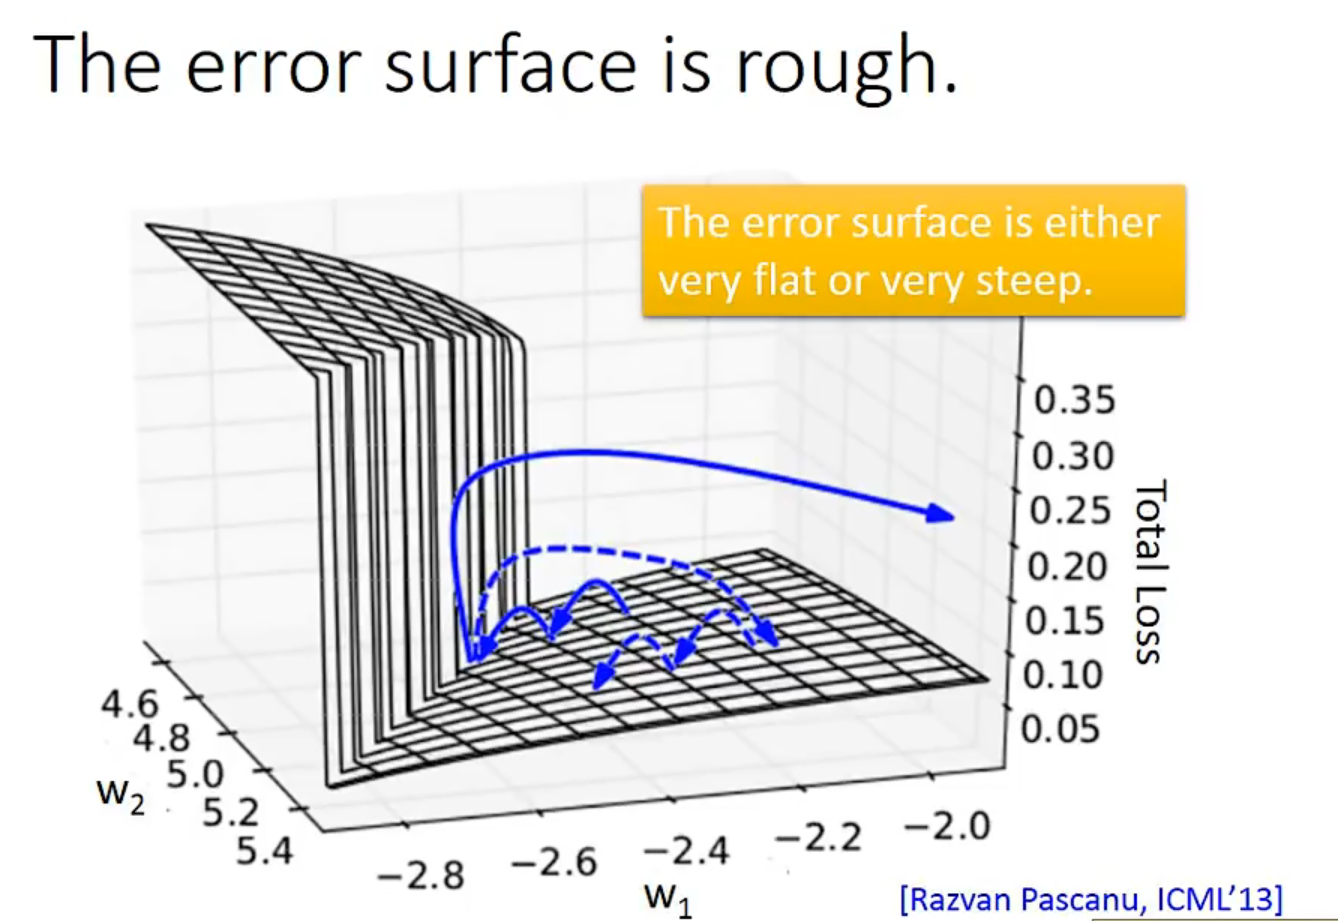 The error surface is rough.
The error surface is either
very flat or very steep.
0.35
0.30
0.25
0.20
0.15
0.10
0.05
Total Loss
4.6
4.8
5.0
5.2
5.4
w2
−2.8
−2.6
−2.4
−2.2
−2.0
w1
[Razvan Pascanu, ICML’13]